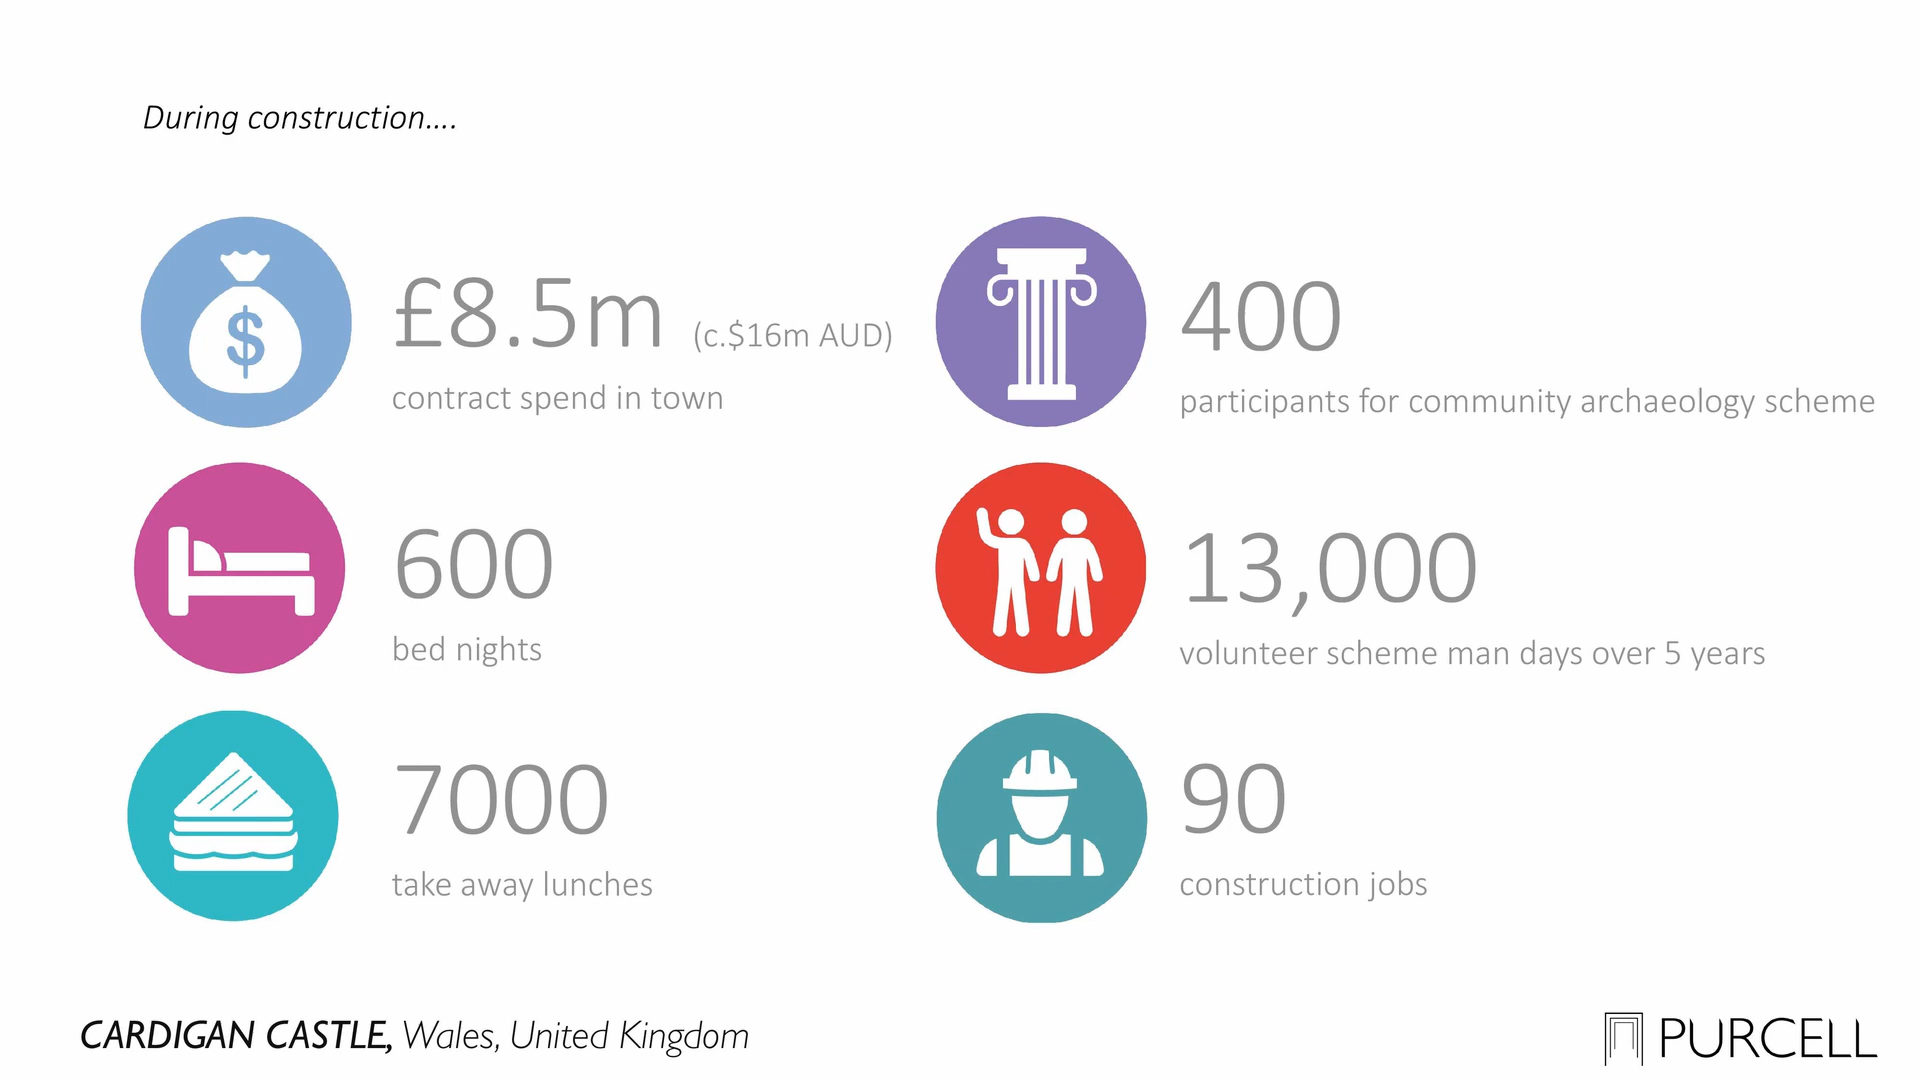 During construction....
$
£8.5m (c.$16m AUD)
contract spend in town
400
participants for community archaeology scheme
600
bed nights
13,000
volunteer scheme man days over 5 years
7000
take away lunches
90
construction jobs
CARDIGAN CASTLE, Wales, United Kingdom
PURCELL